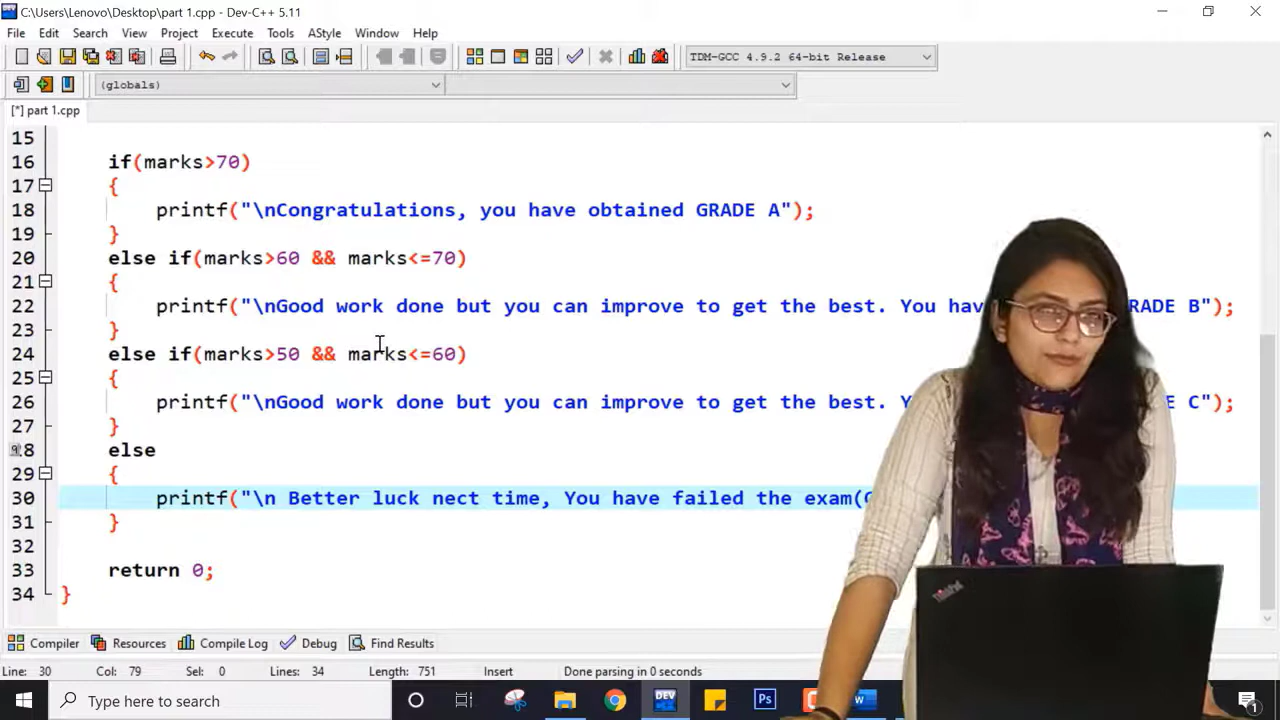 C:\Users\Lenovo\Desktop\part 1.cpp - Dev-C++ 5.11
File Edit Search View Project Execute Tools AStyle Window Help
TDM-GCC 4.9.2 64-bit Release
(globals)
[*] part 1.cpp
15
16 if(marks>70)
17 {
18 printf("\nCongratulations, you have obtained GRADE A");
19 }
20 else if(marks>60 && marks<=70)
21 {
22 printf("\nGood work done but you can improve to get the best. You B");
23 }
24 else if(marks>50 && marks<=60)
25 {
26 printf("\nGood work done but you can improve to get the best. C");
27 }
28 else
29 {
30 printf("\n Better luck nect time, You have failed the exam(
31 }
32
33 return 0;
34 }
Compiler Resources Compile Log Debug Find Results
Line: 30 Col: 79 Sel: 0 Lines: 34 Length: 751 Insert Done parsing in 0 seconds
Type here to search DEV Ps W 1
ThinkPad